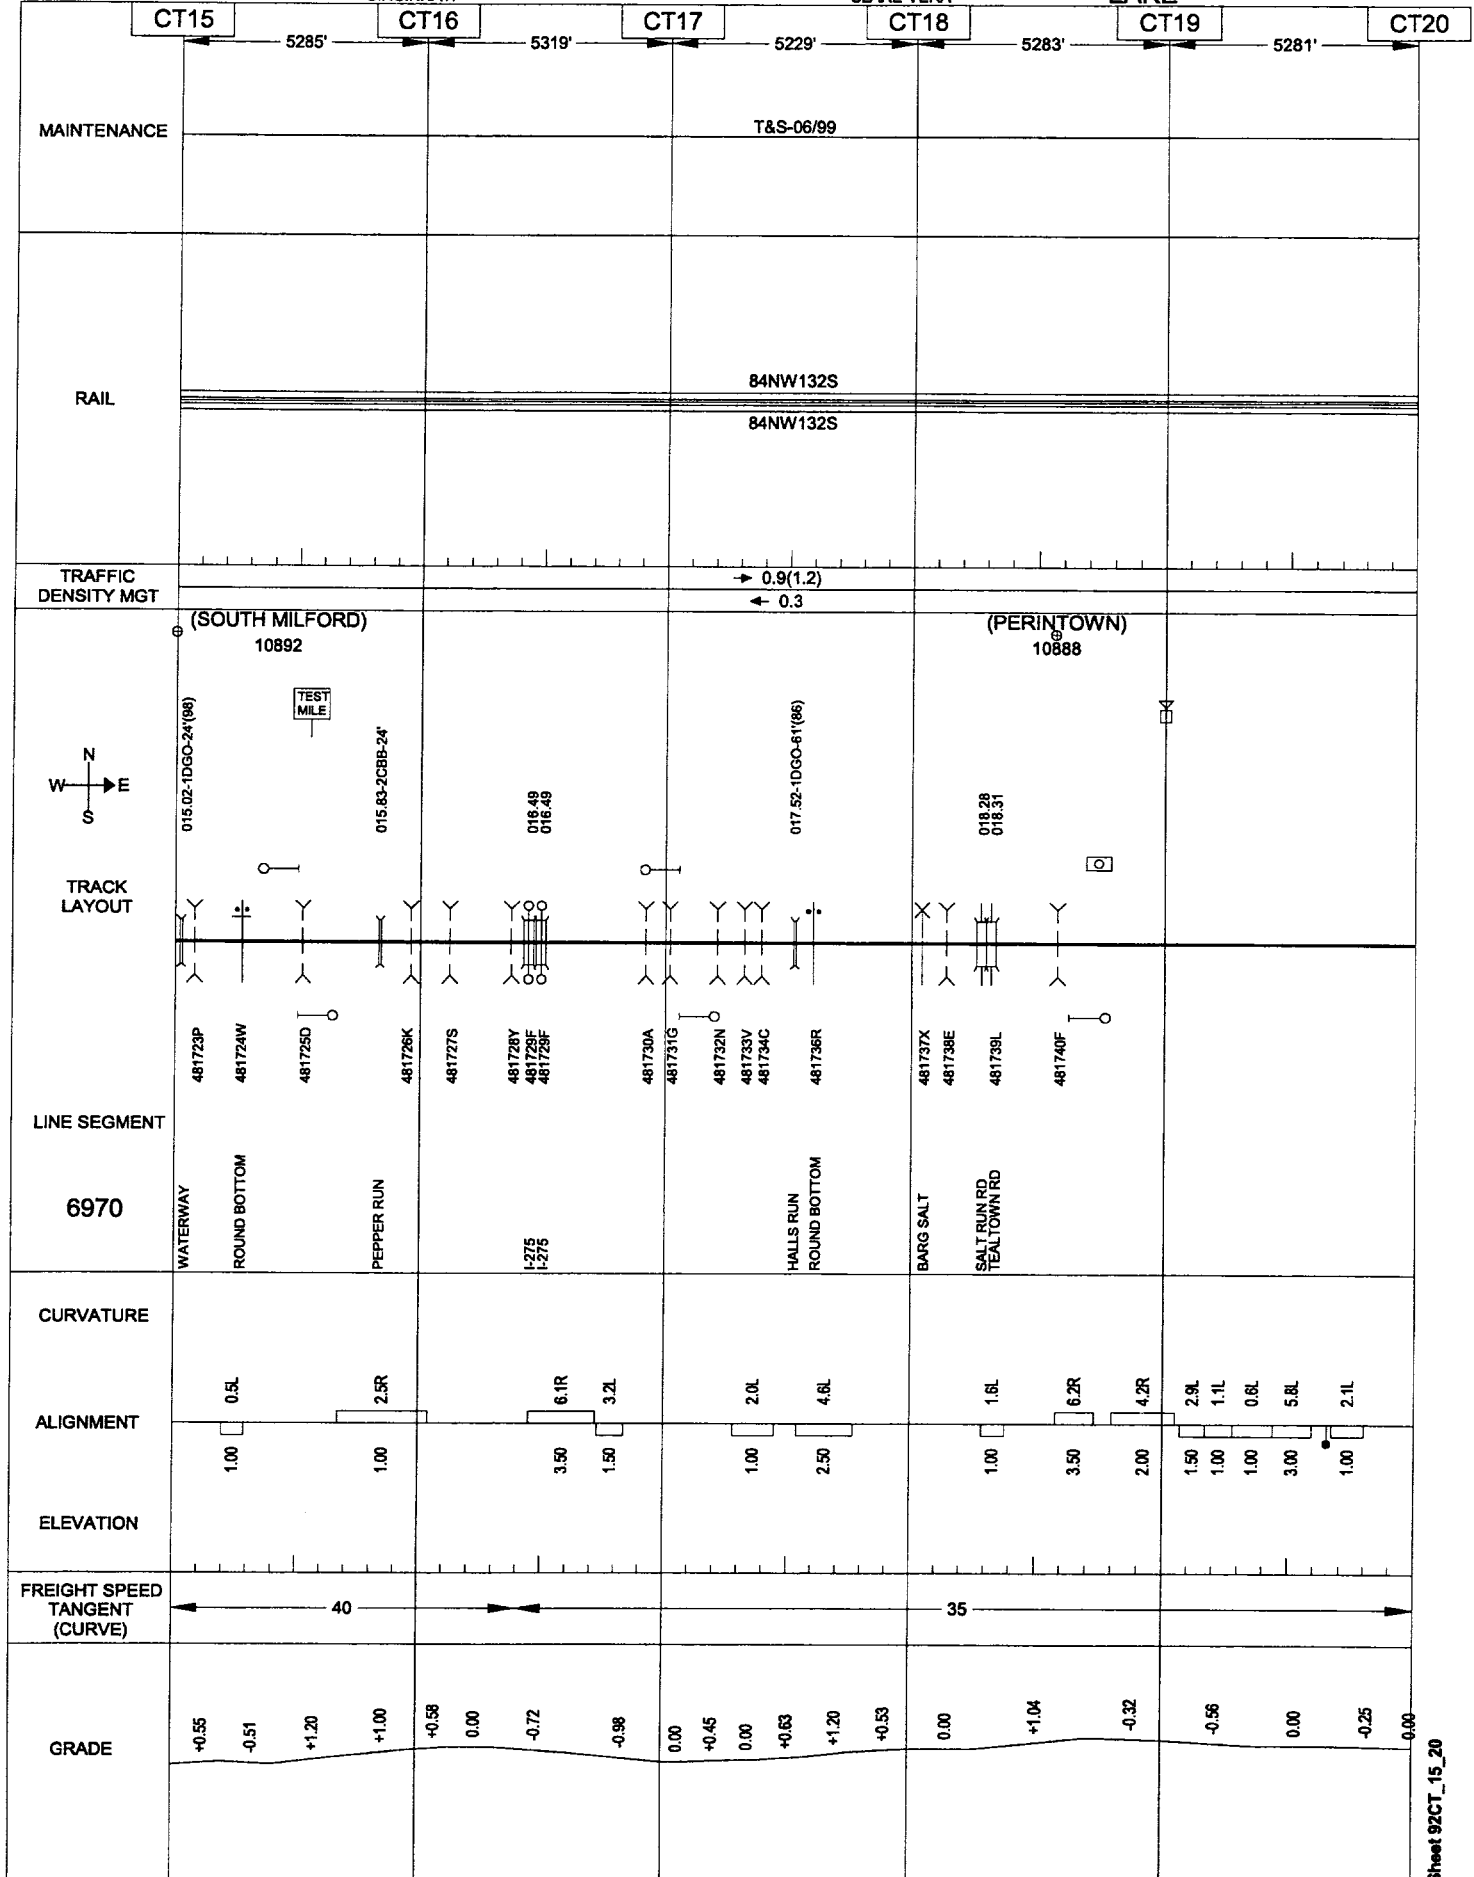 LAKE
CT15
CT16
CT17
CT18
CT19
CT20
5285'
5319'
5229'
5283'
5281'
MAINTENANCE
T&S-06/99
RAIL
84NW132S
84NW132S
TRAFFIC
DENSITY MGT
0.9(1.2)
0.3
(SOUTH MILFORD)
10892
(PERINTOWN)
10888
TEST
MILE
N
W E
S
015.02-1DGO-24'(98)
015.83-2CBB-24'
016.49
016.49
017.52-1DGO-61'(86)
018.28
018.31
TRACK
LAYOUT
481723P
481724W
481725D
481726K
481727S
481728Y
481729F
481729F
481730A
481731G
481732N
481733V
481734C
481736R
481737X
481738E
481739L
481740F
LINE SEGMENT
6970
WATERWAY
ROUND BOTTOM
PEPPER RUN
I-275
I-275
HALLS RUN
ROUND BOTTOM
BARG SALT
SALT RUN RD
TEALTOWN RD
CURVATURE
0.5L
2.5R
6.1R
3.2L
2.0L
4.6L
1.6L
6.2R
4.2R
2.9L
1.1L
0.6L
5.8L
2.1L
ALIGNMENT
1.00
1.00
3.50
1.50
1.00
2.50
1.00
3.50
2.00
1.50
1.00
1.00
3.00
1.00
ELEVATION
FREIGHT SPEED
TANGENT
(CURVE)
40
35
GRADE
+0.55
-0.51
+1.20
+1.00
+0.58
0.00
-0.72
-0.98
0.00
+0.45
0.00
+0.63
+1.20
+0.53
0.00
+1.04
-0.32
-0.56
0.00
-0.25
0.00
Sheet 92CT_15_20